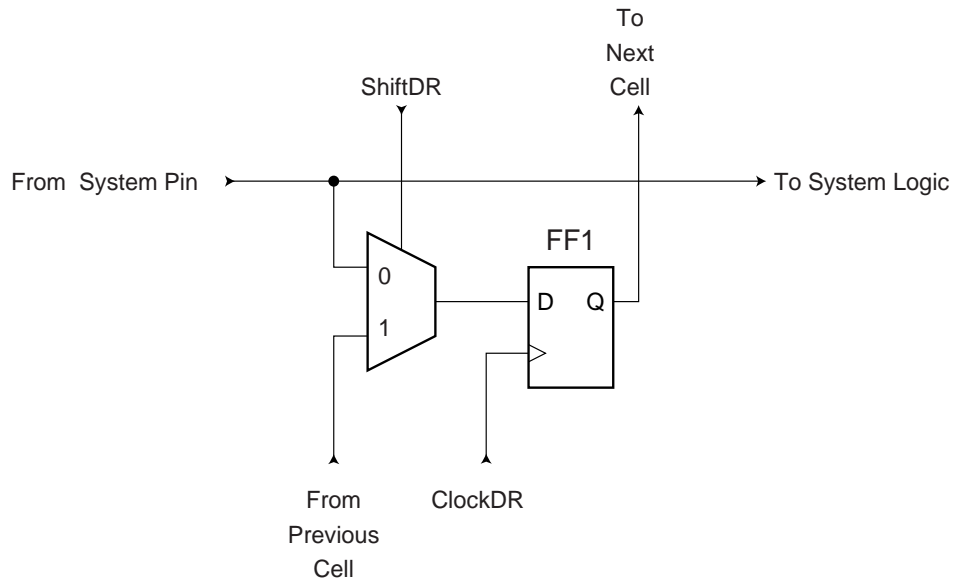 To
Next
Cell
ShiftDR
From System Pin
To System Logic
FF1
0
D Q
1
From
Previous
Cell
ClockDR